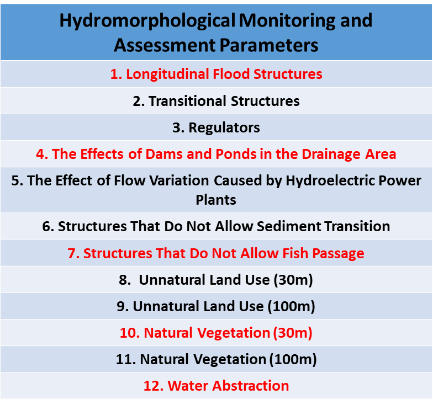 Hydromorphological Monitoring and
Assessment Parameters
1. Longitudinal Flood Structures
2. Transitional Structures
3. Regulators
4. The Effects of Dams and Ponds in the Drainage Area
5. The Effect of Flow Variation Caused by Hydroelectric Power
Plants
6. Structures That Do Not Allow Sediment Transition
7. Structures That Do Not Allow Fish Passage
8. Unnatural Land Use (30m)
9. Unnatural Land Use (100m)
10. Natural Vegetation (30m)
11. Natural Vegetation (100m)
12. Water Abstraction